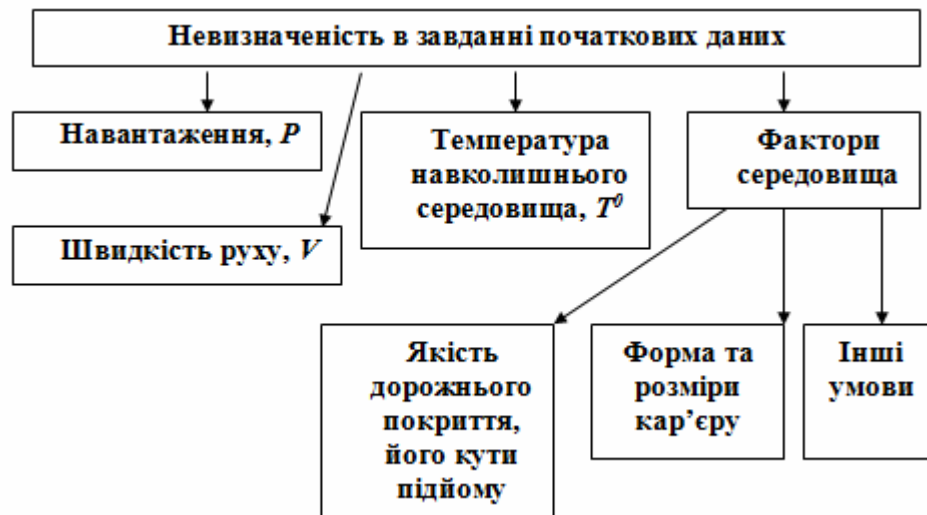 Невизначеність в завданні початкових даних
Навантаження, P
Швидкість руху, V
Температура
навколишнього
середовища, T⁰
Фактори
середовища
Якість
дорожнього
покриття,
його кути
підйому
Форма та
розміри
кар’єру
Інші
умови